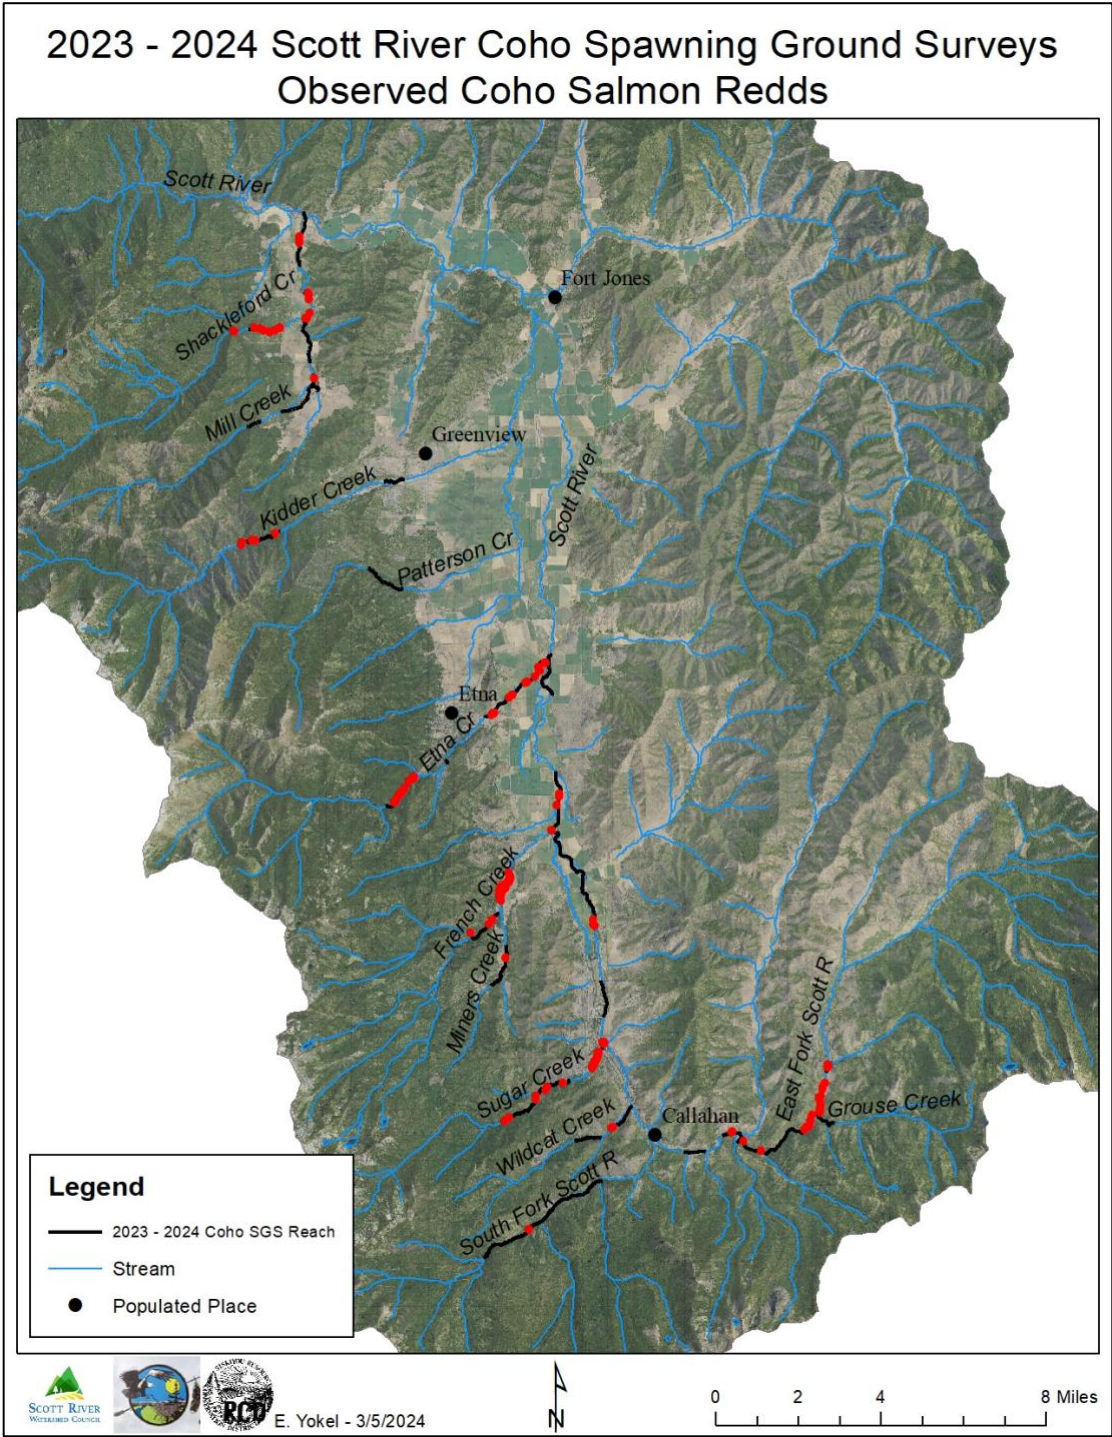 2023 - 2024 Scott River Coho Spawning Ground Surveys
Observed Coho Salmon Redds
Scott River
Fort Jones
Shackleford Cr
Mill Creek
Greenview
Scott River
Kidder Creek
Patterson Cr
Etna
Etna Cr
French Creek
Miners Creek
East Fork Scott R
Sugar Creek
Grouse Creek
Callahan
Wildcat Creek
South Fork Scott R
Legend
2023 - 2024 Coho SGS Reach
Stream
Populated Place
SCOTT RIVER
WATERSHED COUNCIL
RCD
E. Yokel - 3/5/2024
N
0 2 4 8 Miles